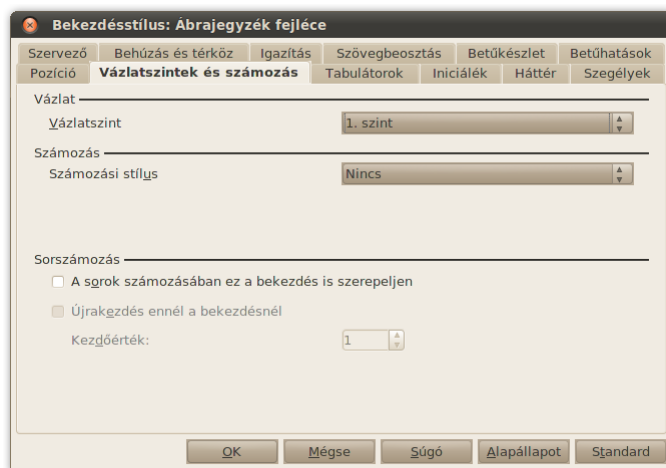 Bekezdésstílus: Ábrajegyzék fejléce
Szervező Behúzás és térköz Igazítás Szövegbeosztás Betűkészlet Betűhatások
Pozíció Vázlatszintek és számozás Tabulátorok Iniciálék Háttér Szegélyek
Vázlat
Vázlatszint 1. szint
Számozás
Számozási stílus Nincs
Sorszámozás
A sorok számozásában ez a bekezdés is szerepeljen
Újrakezdés ennél a bekezdésnél
Kezdőérték: 1
OK Mégse Súgó Alapállapot Standard